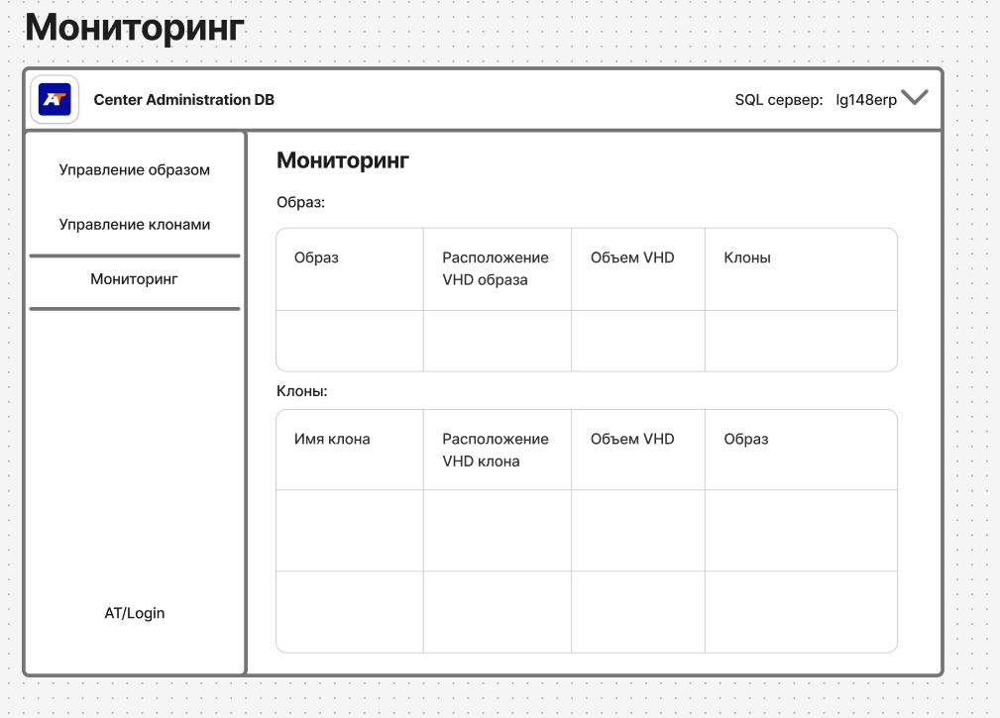 Мониторинг
AT
Center Administration DB
SQL сервер: lg148erp
Управление образом
Управление клонами
Мониторинг
AT/Login
Мониторинг
Образ:
Образ
Расположение
VHD образа
Объем VHD
Клоны
Клоны:
Имя клона
Расположение
VHD клона
Объем VHD
Образ